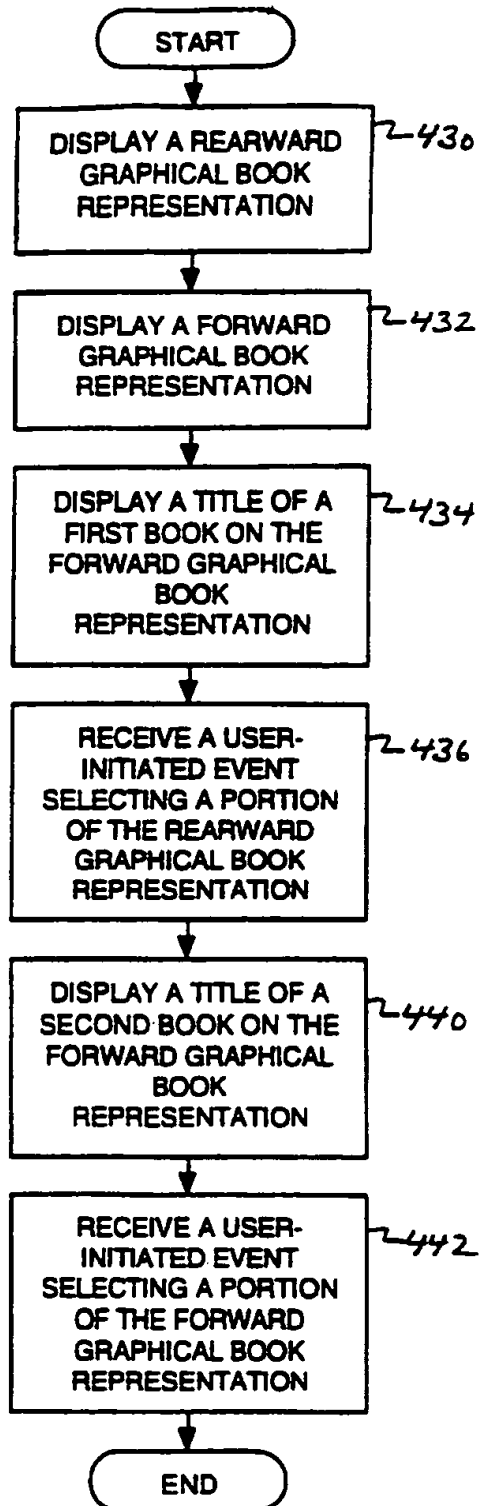 START
DISPLAY A REARWARD
GRAPHICAL BOOK
REPRESENTATION
430
DISPLAY A FORWARD
GRAPHICAL BOOK
REPRESENTATION
432
DISPLAY A TITLE OF A
FIRST BOOK ON THE
FORWARD GRAPHICAL
BOOK
REPRESENTATION
434
RECEIVE A USER-
INITIATED EVENT
SELECTING A PORTION
OF THE REARWARD
GRAPHICAL BOOK
REPRESENTATION
436
DISPLAY A TITLE OF A
SECOND BOOK ON THE
FORWARD GRAPHICAL
BOOK
REPRESENTATION
440
RECEIVE A USER-
INITIATED EVENT
SELECTING A PORTION
OF THE FORWARD
GRAPHICAL BOOK
REPRESENTATION
442
END